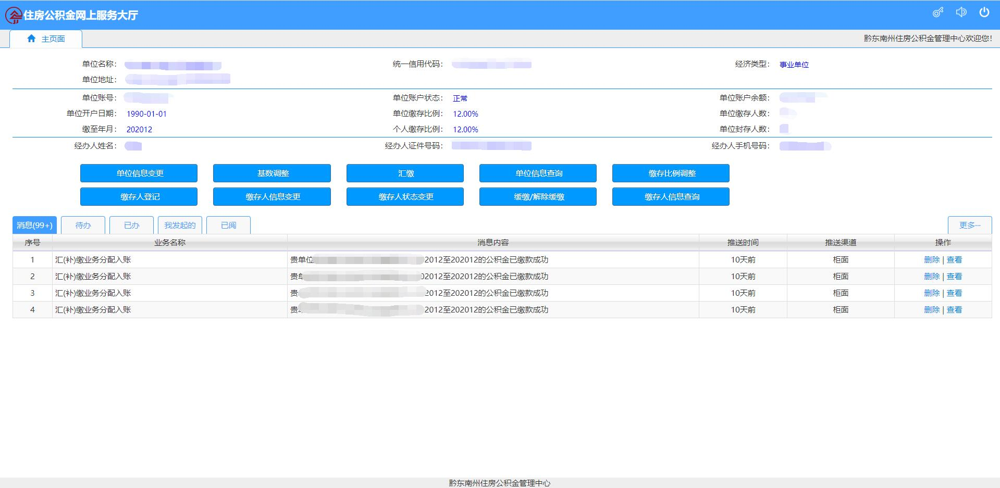 住房公积金网上服务大厅
主页面
黔东南州住房公积金管理中心欢迎您!
单位名称: 统一信用代码: 经济类型: 事业单位
单位地址:
单位账号: 单位账户状态: 正常 单位账户余额:
单位开户日期: 1990-01-01 单位缴存比例: 12.00% 单位缴存人数:
缴至年月: 202012 个人缴存比例: 12.00% 单位封存人数:
经办人姓名: 经办人证件号码: 经办人手机号码:
单位信息变更 基数调整 汇缴 单位信息查询 缴存比例调整
缴存人登记 缴存人信息变更 缴存人状态变更 缓缴/解除缓缴 缴存人信息查询
消息(99+) 待办 已办 我发起的 已阅 更多···
序号 业务名称 消息内容 推送时间 推送渠道 操作
1 汇(补)缴业务分配入账 贵单位 2012至202012的公积金已缴款成功 10天前 柜面 删除 | 查看
2 汇(补)缴业务分配入账 贵单 02012至202012的公积金已缴款成功 10天前 柜面 删除 | 查看
3 汇(补)缴业务分配入账 贵 2012至202012的公积金已缴款成功 10天前 柜面 删除 | 查看
4 汇(补)缴业务分配入账 贵 2012至202012的公积金已缴款成功 10天前 柜面 删除 | 查看
黔东南州住房公积金管理中心